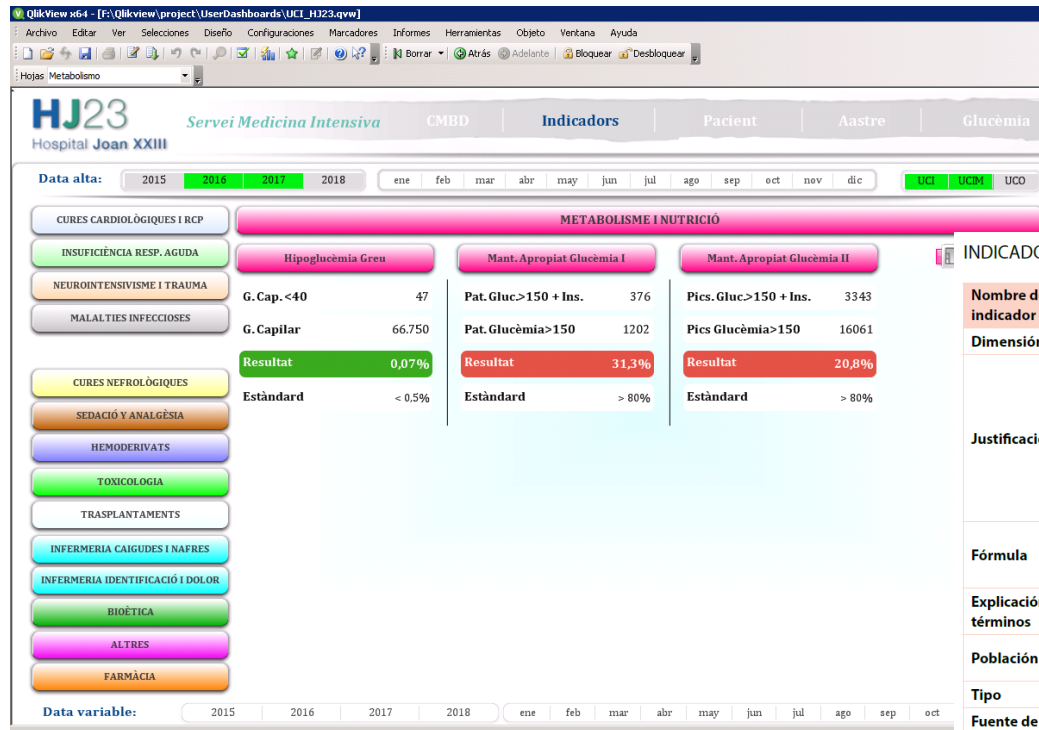 QlikView x64 - [F:\Qlikview\project\UserDashboards\UCI_HJ23.qvw]
Archivo Editar Ver Selecciones Diseño Configuraciones Marcadores Informes Herramientas Objeto Ventana Ayuda
Borrar Atrás Adelante Bloquear Desbloquear
Hojas Metabolismo
HJ23
Hospital Joan XXIII
Servei Medicina Intensiva CMBD Indicadors Pacient Aastre Glucèmia
Data alta: 2015 2016 2017 2018 ene feb mar abr may jun jul ago sep oct nov dic UCI UCIM UCO
CURES CARDIOLÒGIQUES I RCP
INSUFICIÈNCIA RESP. AGUDA
NEUROINTENSIVISME I TRAUMA
MALALTIES INFECCIOSES
CURES NEFROLÒGIQUES
SEDACIÓ Y ANALGÈSIA
HEMODERIVATS
TOXICOLOGIA
TRASPLANTAMENTS
INFERMERIA CAIGUDES I NAFRES
INFERMERIA IDENTIFICACIÓ I DOLOR
BIOÈTICA
ALTRES
FARMÀCIA
METABOLISME I NUTRICIÓ
Hipoglucèmia Greu
G. Cap. <40 47
G. Capilar 66.750
Resultat 0,07%
Estàndard < 0,5%
Mant. Apropiat Glucèmia I
Pat. Gluc.>150 + Ins. 376
Pat. Glucèmia>150 1202
Resultat 31,3%
Estàndard > 80%
Mant. Apropiat Glucèmia II
Pics. Gluc.>150 + Ins. 3343
Pics Glucèmia>150 16061
Resultat 20,8%
Estàndard > 80%
INDICADO
Nombre d
indicador
Dimensión
Justificaci
Fórmula
Explicación
términos
Población
Tipo
Fuente de
Data variable: 2015 2016 2017 2018 ene feb mar abr may jun jul ago sep oct